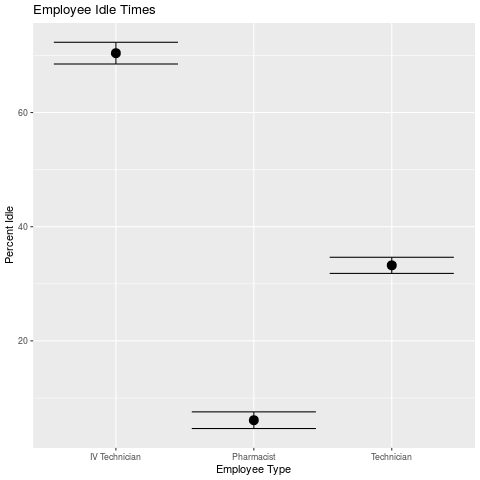 Employee Idle Times
60
40
20
Percent Idle
IV Technician
Pharmacist
Technician
Employee Type